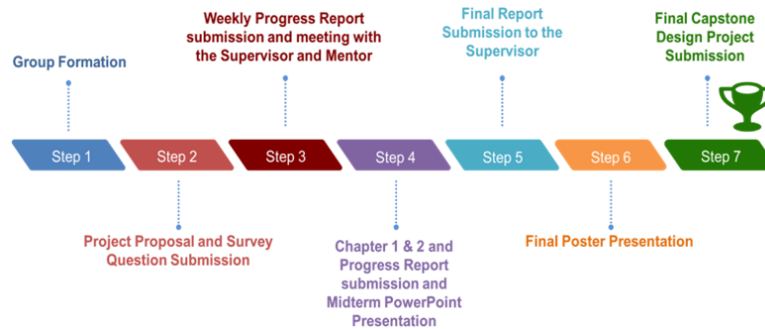 Group Formation
Weekly Progress Report
submission and meeting with
the Supervisor and Mentor
Final Report
Submission to the
Supervisor
Final Capstone
Design Project
Submission
Step 1
Step 2
Step 3
Step 4
Step 5
Step 6
Step 7
Project Proposal and Survey
Question Submission
Chapter 1 & 2 and
Progress Report
submission and
Midterm PowerPoint
Presentation
Final Poster Presentation